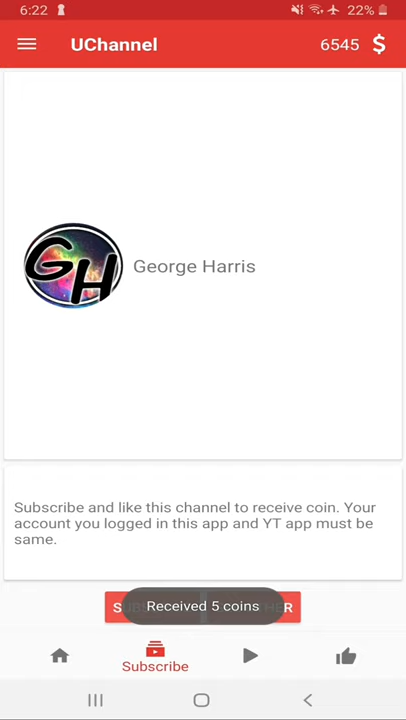 6:22
22%
UChannel
6545 $
GH
George Harris
Subscribe and like this channel to receive coin. Your
account you logged in this app and YT app must be
same.
Received 5 coins
Subscribe